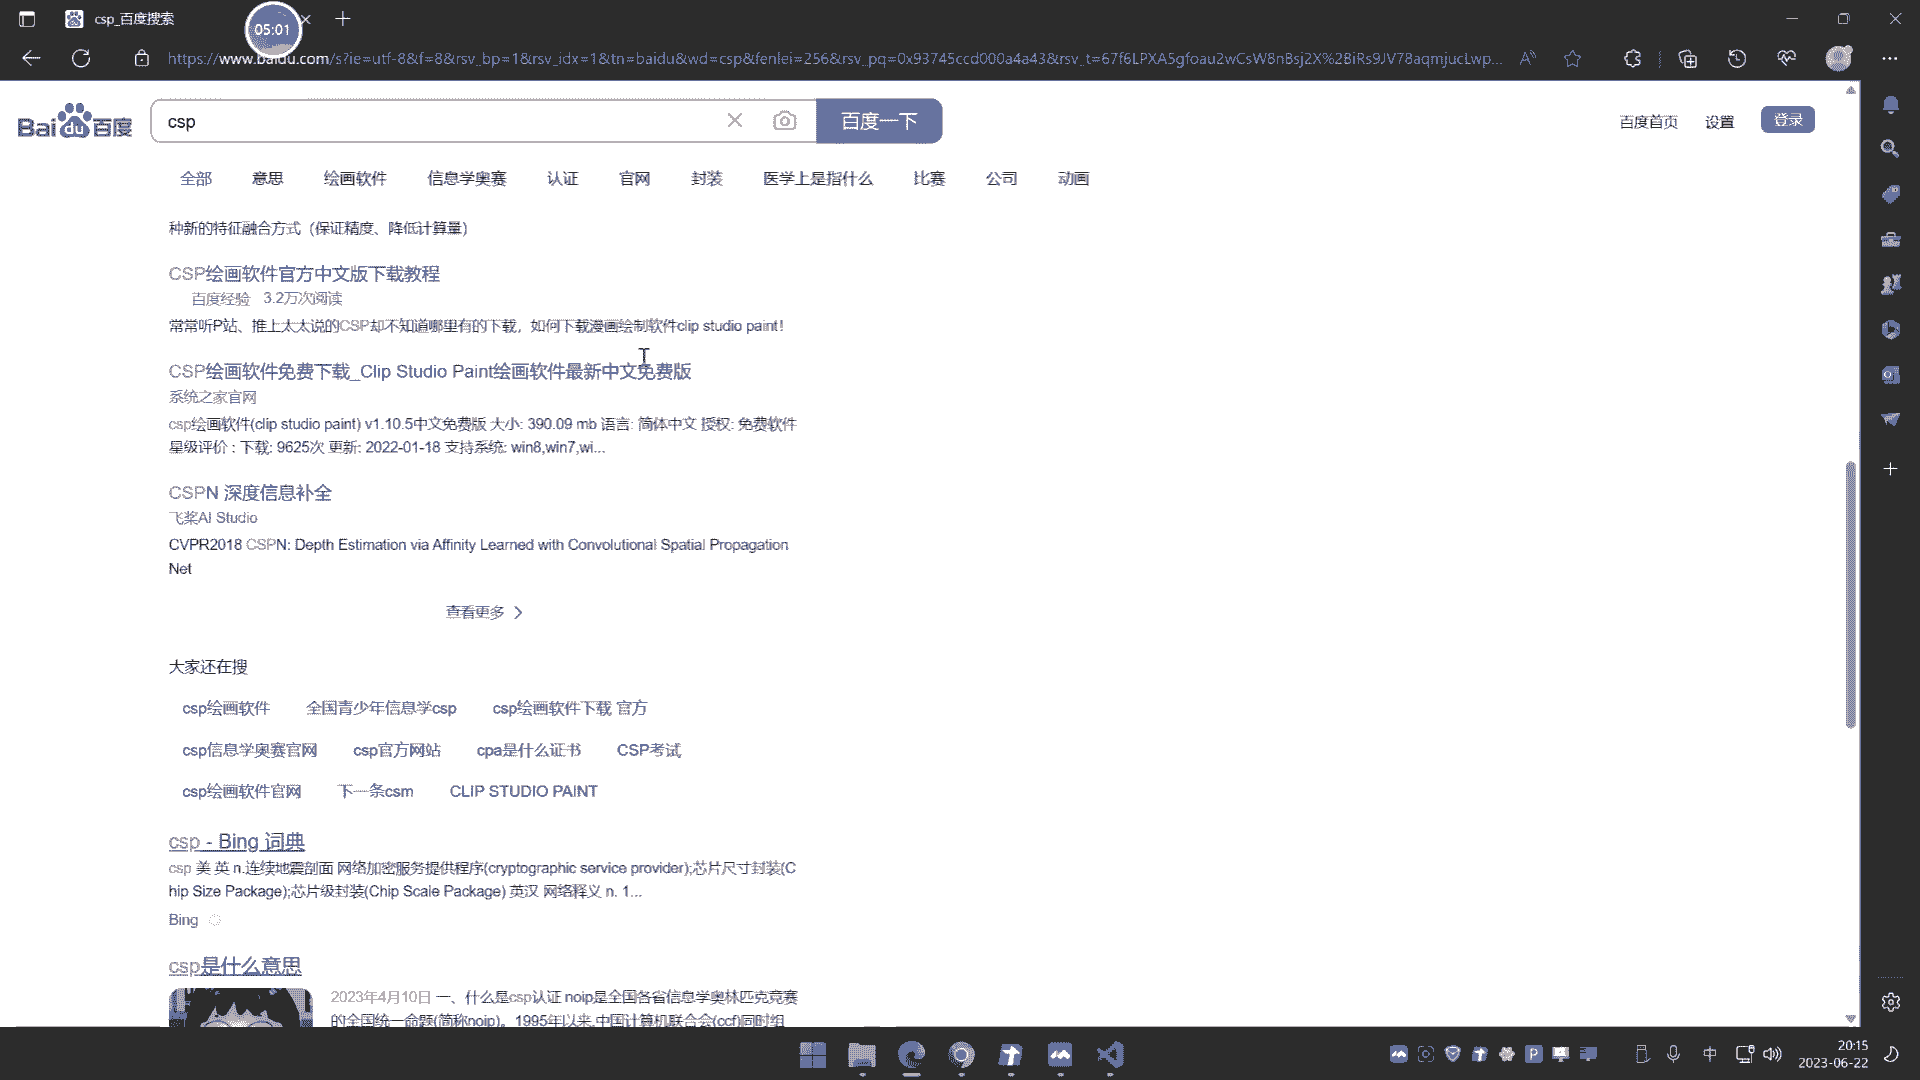 csp_百度搜索
05:01
https://www.baidu.com/s?ie=utf-8&f=8&rsv_bp=1&rsv_idx=1&tn=baidu&wd=csp&fenlei=256&rsv_pq=0x93745ccd000a4a43&rsv_t=67f6LPXA5gfoau2wCsW8nBsj2X%2BiRs9JV78aqmjucLwp...
Bai du 百度
csp
百度一下
百度首页 设置 登录
全部 意思 绘画软件 信息学奥赛 认证 官网 封装 医学上是指什么 比赛 公司 动画
种新的特征融合方式（保证精度、降低计算量）
CSP绘画软件官方中文版下载教程
百度经验 3.2万次阅读
常常听P站、推上太太说的CSP却不知道哪里有的下载，如何下载漫画绘制软件clip studio paint！
CSP绘画软件免费下载_Clip Studio Paint绘画软件最新中文免费版
系统之家官网
csp绘画软件(clip studio paint) v1.10.5中文免费版 大小: 390.09 mb 语言: 简体中文 授权: 免费软件
星级评价 : 下载: 9625次 更新: 2022-01-18 支持系统: win8,win7,wi...
CSPN 深度信息补全
飞桨AI Studio
CVPR2018 CSPN: Depth Estimation via Affinity Learned with Convolutional Spatial Propagation
Net
查看更多
大家还在搜
csp绘画软件 全国青少年信息学csp csp绘画软件下载 官方
csp信息学奥赛官网 csp官方网站 cpa是什么证书 CSP考试
csp绘画软件官网 下一条csm CLIP STUDIO PAINT
csp - Bing 词典
csp 美 英 n.连续地震剖面 网络加密服务提供程序(cryptographic service provider);芯片尺寸封装(C
hip Size Package);芯片级封装(Chip Scale Package) 英汉 网络释义 n. 1...
Bing
csp是什么意思
2023年4月10日 一、什么是csp认证 noip是全国各省信息学奥林匹克竞赛
的全国统一命题(简称noip)。1995年以来,中国计算机联合会(ccf)同时组
中
20:15
2023-06-22